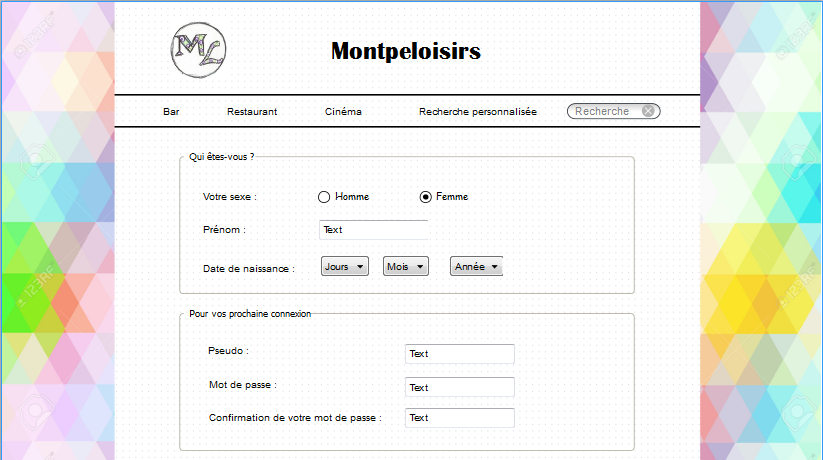 ML
Montpeloisirs
Bar Restaurant Cinéma Recherche personnalisée Recherche
Qui êtes-vous ?
Votre sexe : Homme Femme
Prénom : Text
Date de naissance : Jours Mois Année
Pour vos prochaine connexion
Pseudo : Text
Mot de passe : Text
Confirmation de votre mot de passe : Text